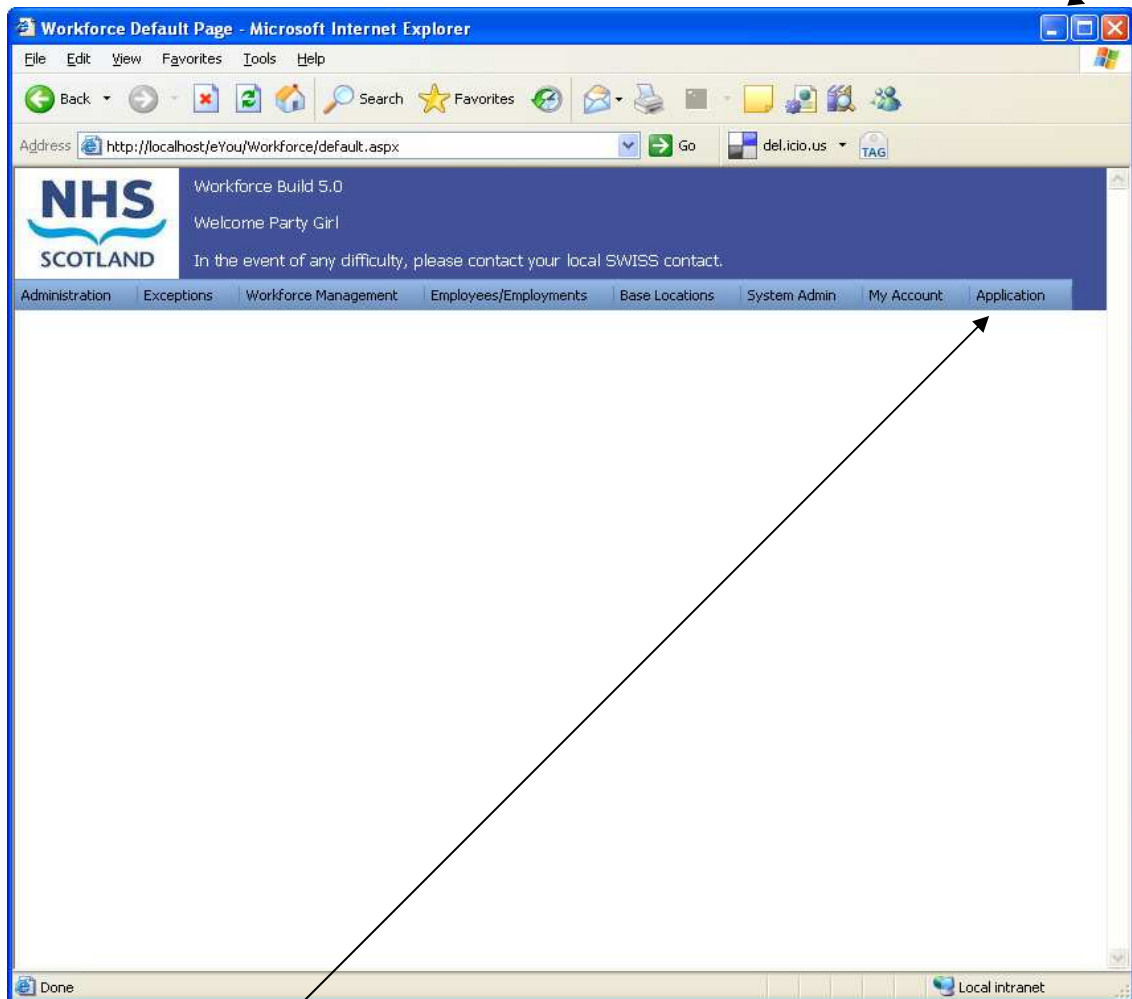 Workforce Default Page - Microsoft Internet Explorer
File Edit View Favorites Tools Help
Back Search Favorites
Address http://localhost/eYou/Workforce/default.aspx Go del.icio.us TAG
NHS
SCOTLAND
Workforce Build 5.0
Welcome Party Girl
In the event of any difficulty, please contact your local SWISS contact.
Administration Exceptions Workforce Management Employees/Employments Base Locations System Admin My Account Application
Done Local intranet